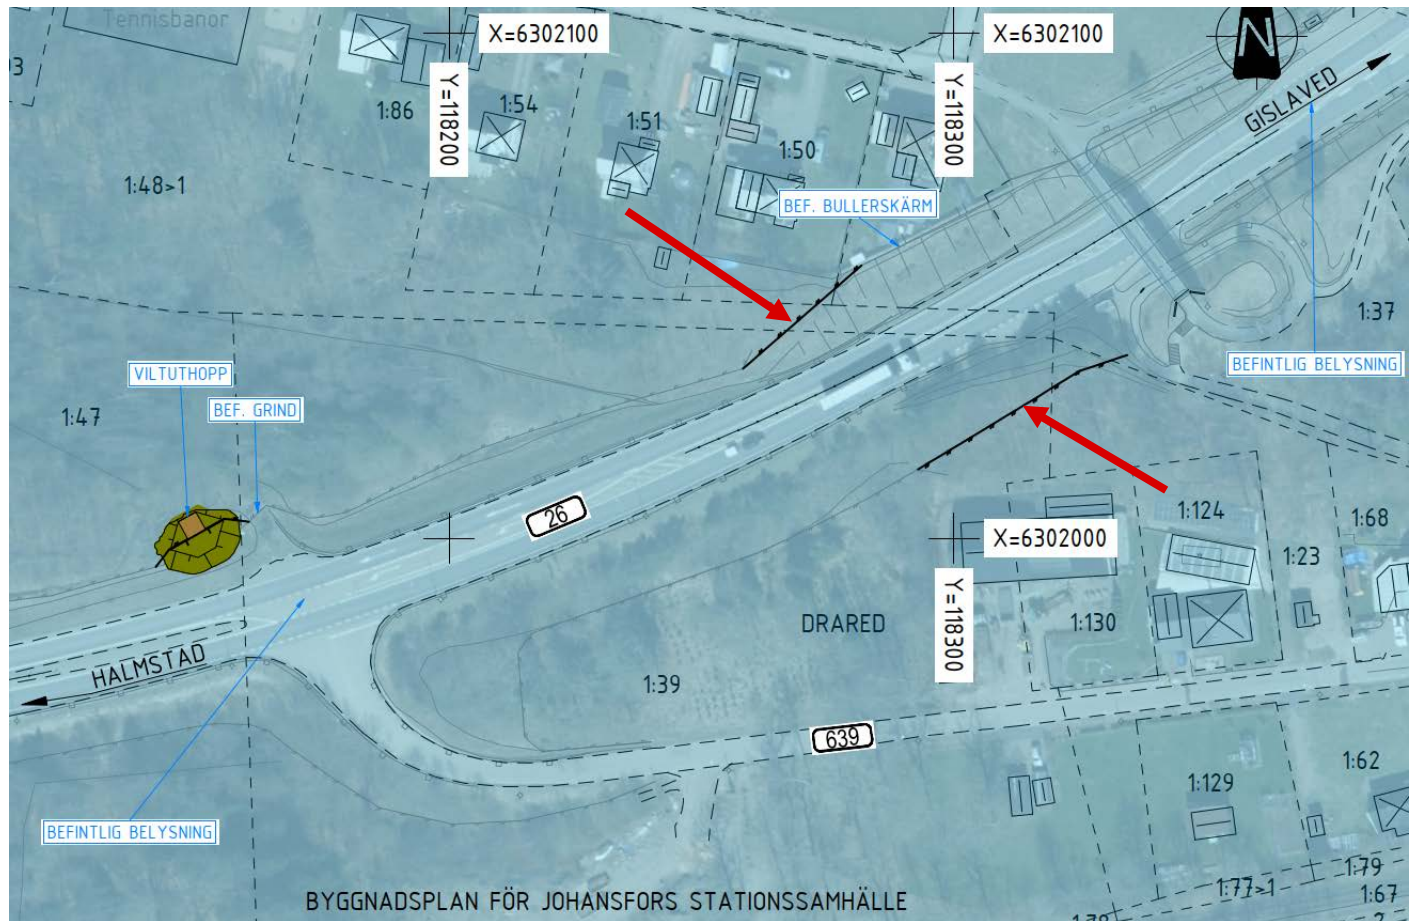 Tennisbanor
X=6302100
X=6302100
N
Y=118200
Y=118300
GISLAVED
1:86
1:54
1:51
1:50
1:48>1
BEF. BULLERSKÄRM
1:37
BEFINTLIG BELYSNING
VILTUTHOPP
BEF. GRIND
1:47
26
X=6302000
1:124
1:68
1:23
Y=118300
DRARED
1:130
HALMSTAD
1:39
639
1:62
1:129
BEFINTLIG BELYSNING
1:79
1:77>1
1:67
BYGGNADSPLAN FÖR JOHANSFORS STATIONSSAMHÄLLE